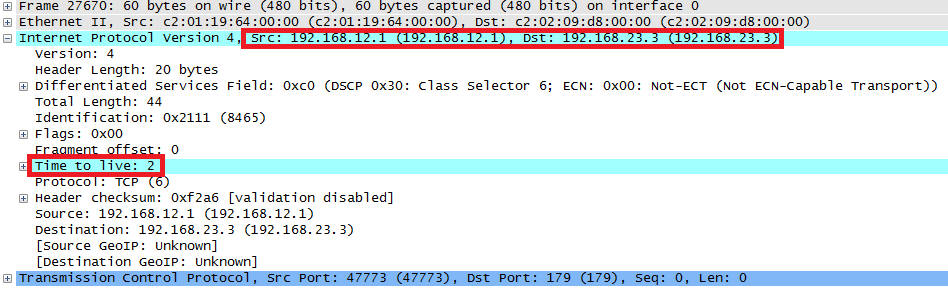 Frame 27670: 60 bytes on wire (480 bits), 60 bytes captured (480 bits) on interface 0
Ethernet II, Src: c2:01:19:64:00:00 (c2:01:19:64:00:00), Dst: c2:02:09:d8:00:00 (c2:02:09:d8:00:00)
Internet Protocol Version 4, Src: 192.168.12.1 (192.168.12.1), Dst: 192.168.23.3 (192.168.23.3)
Version: 4
Header Length: 20 bytes
Differentiated Services Field: 0xc0 (DSCP 0x30: Class Selector 6; ECN: 0x00: Not-ECT (Not ECN-Capable Transport))
Total Length: 44
Identification: 0x2111 (8465)
Flags: 0x00
Fragment offset: 0
Time to live: 2
Protocol: TCP (6)
Header checksum: 0xf2a6 [validation disabled]
Source: 192.168.12.1 (192.168.12.1)
Destination: 192.168.23.3 (192.168.23.3)
[Source GeoIP: Unknown]
[Destination GeoIP: Unknown]
Transmission Control Protocol, Src Port: 47773 (47773), Dst Port: 179 (179), Seq: 0, Len: 0